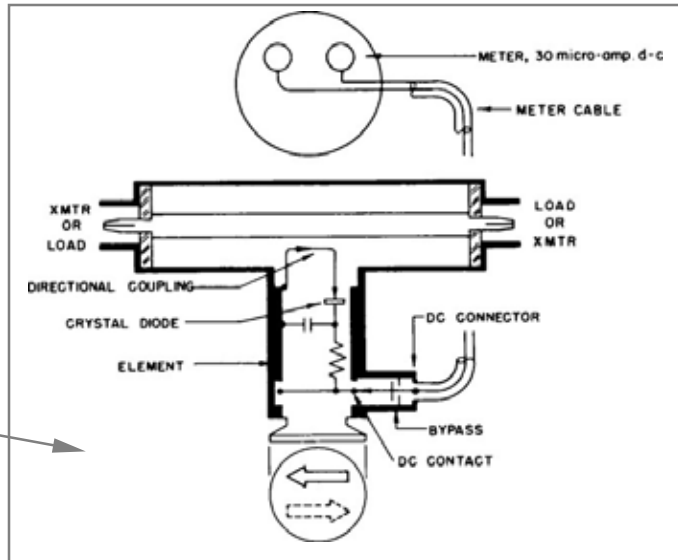 METER, 30 micro-amp. d-c
METER CABLE
XMTR
OR
LOAD
LOAD
OR
XMTR
DIRECTIONAL COUPLING
CRYSTAL DIODE
DC CONNECTOR
ELEMENT
BYPASS
DC CONTACT